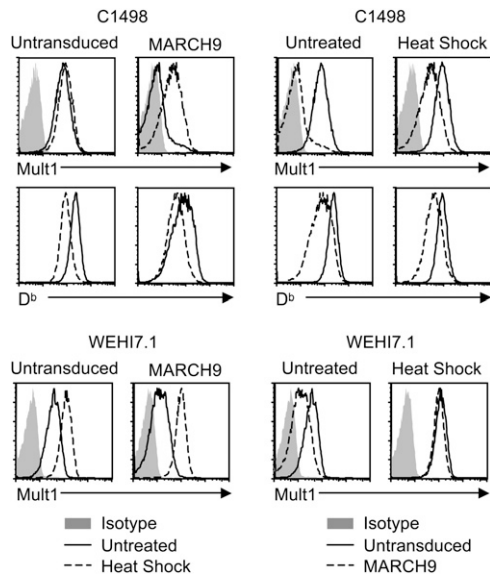 C1498
Untransduced MARCH9
Mult1
Dᵇ
C1498
Untreated Heat Shock
Mult1
Dᵇ
WEHI7.1
Untransduced MARCH9
Mult1
Isotype
Untreated
Heat Shock
WEHI7.1
Untreated Heat Shock
Mult1
Isotype
Untransduced
MARCH9